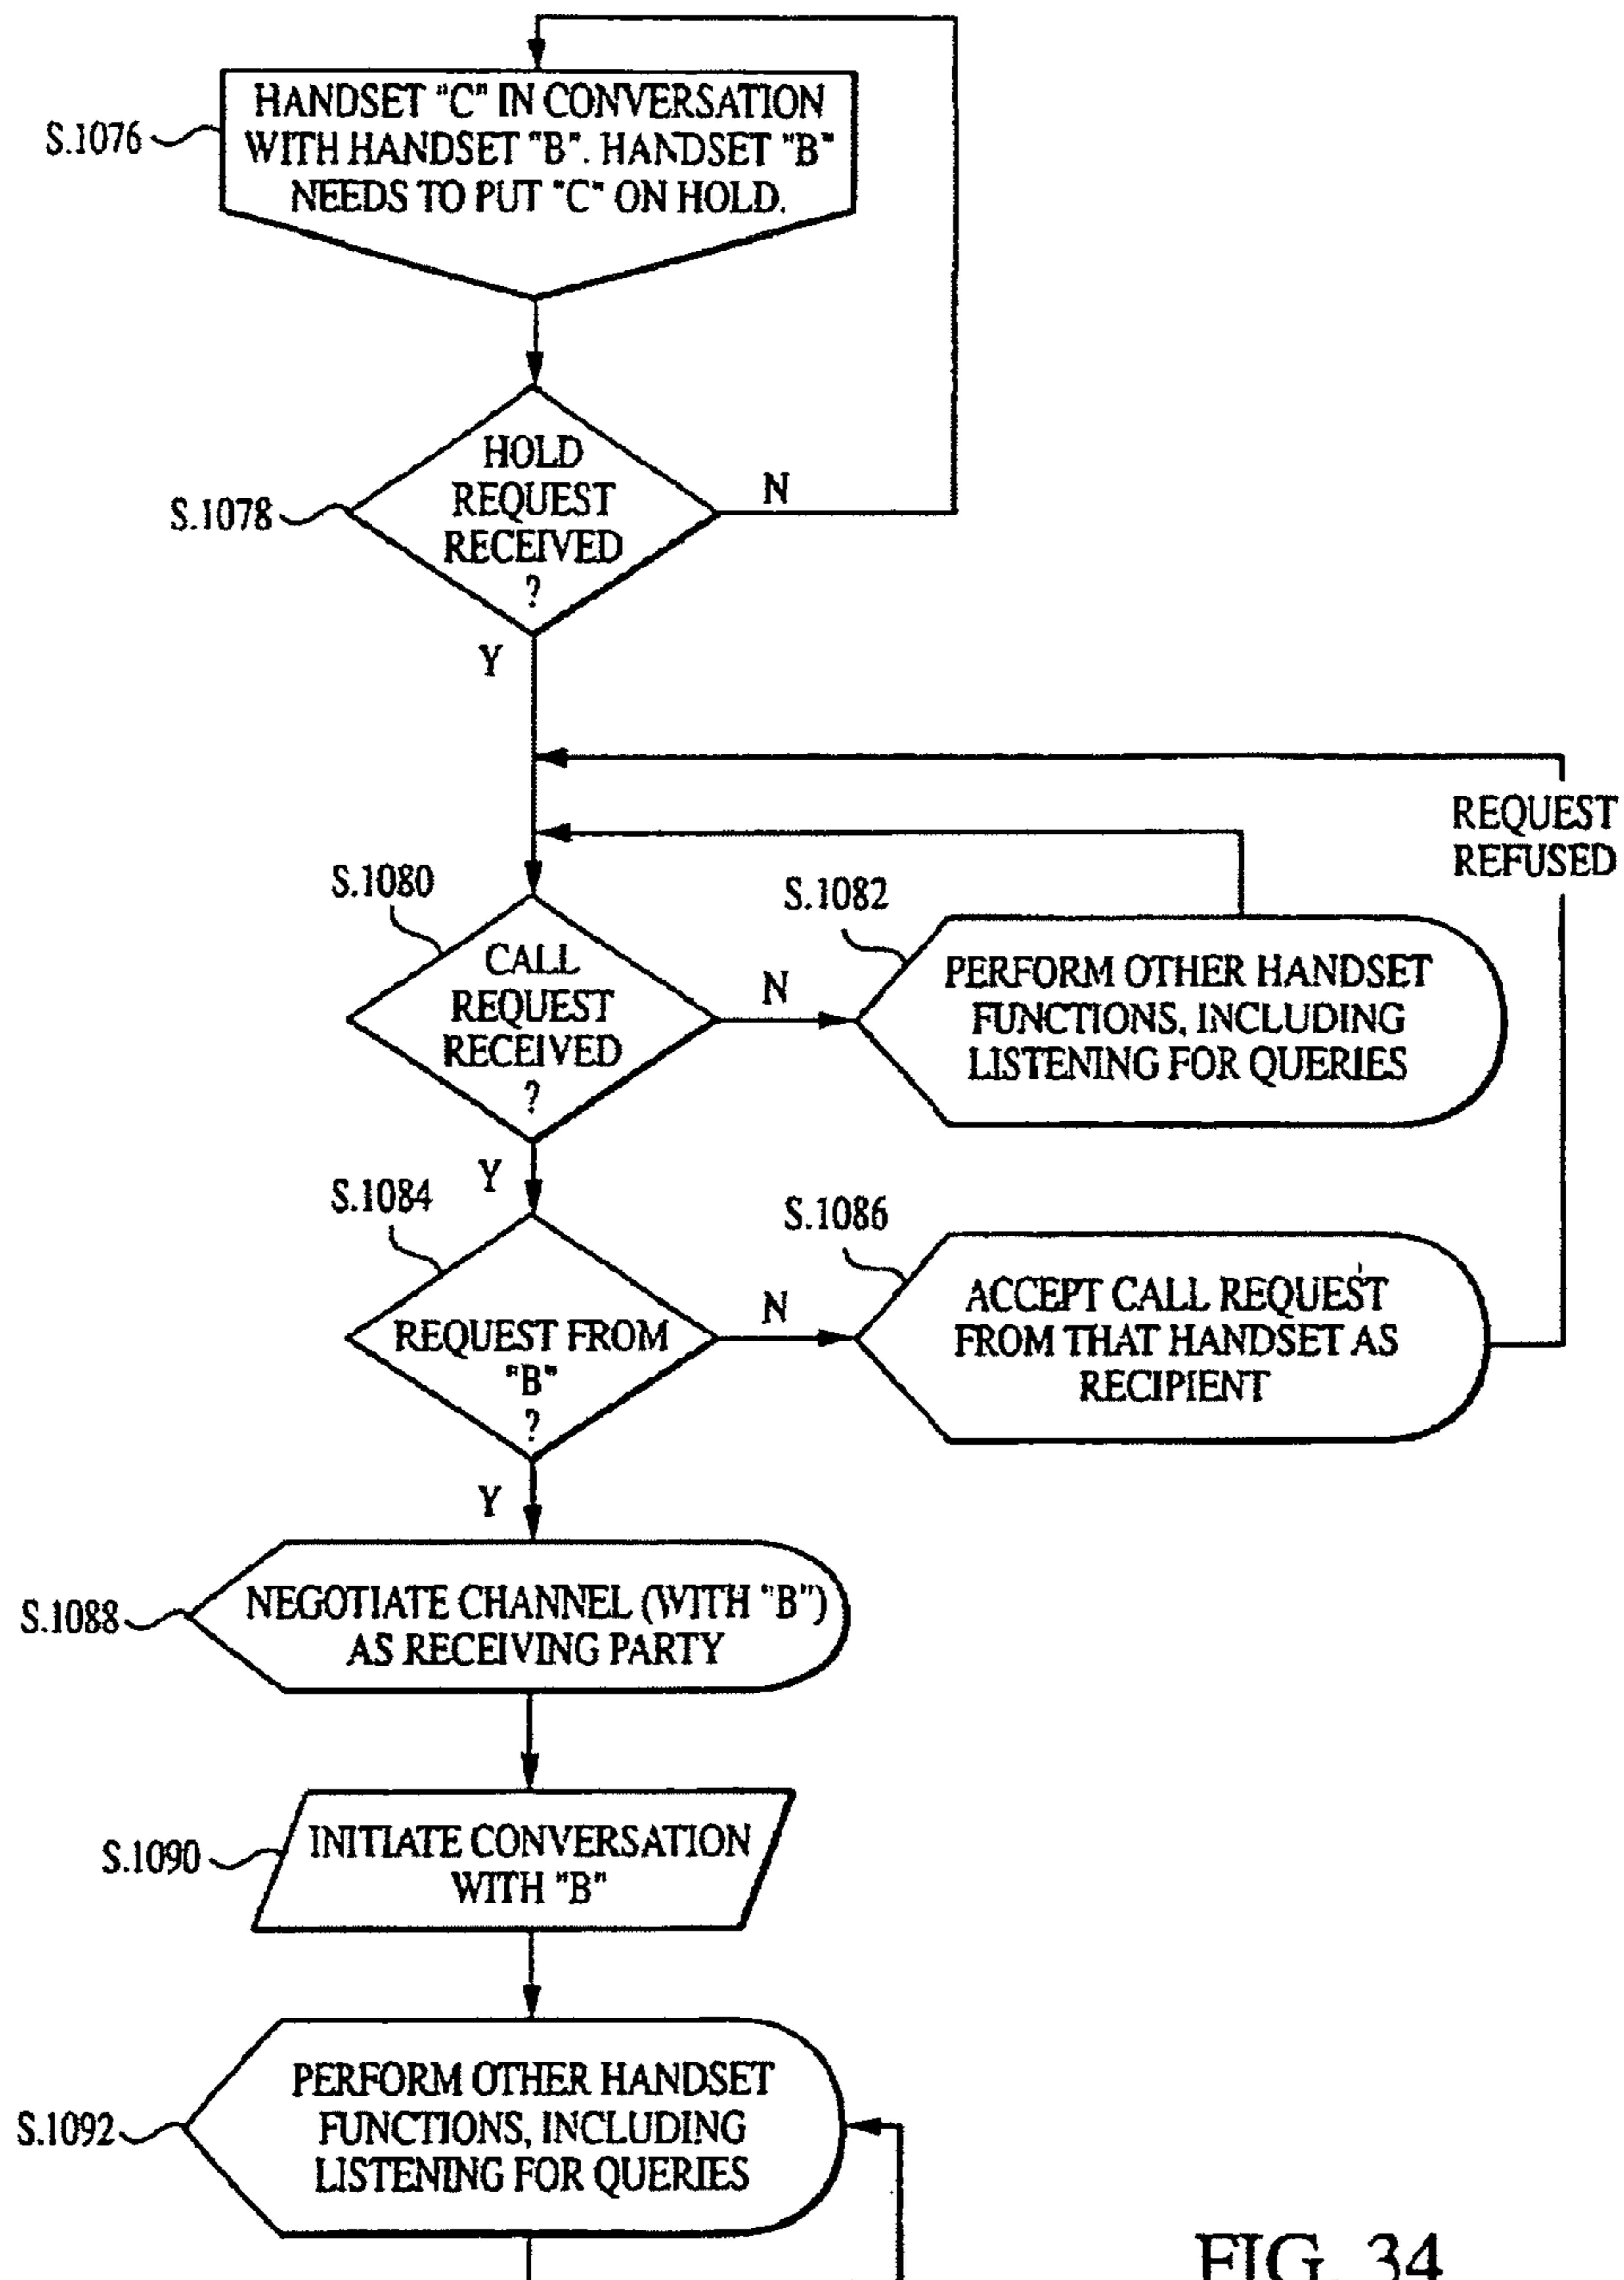 S.1076
HANDSET "C" IN CONVERSATION
WITH HANDSET "B". HANDSET "B"
NEEDS TO PUT "C" ON HOLD.
S.1078
HOLD
REQUEST
RECEIVED
?
N
Y
REQUEST
REFUSED
S.1080
CALL
REQUEST
RECEIVED
?
N
S.1082
PERFORM OTHER HANDSET
FUNCTIONS, INCLUDING
LISTENING FOR QUERIES
Y
S.1084
REQUEST FROM
"B"
?
N
S.1086
ACCEPT CALL REQUEST
FROM THAT HANDSET AS
RECIPIENT
Y
S.1088
NEGOTIATE CHANNEL (WITH "B")
AS RECEIVING PARTY
S.1090
INITIATE CONVERSATION
WITH "B"
S.1092
PERFORM OTHER HANDSET
FUNCTIONS, INCLUDING
LISTENING FOR QUERIES
FIG. 34